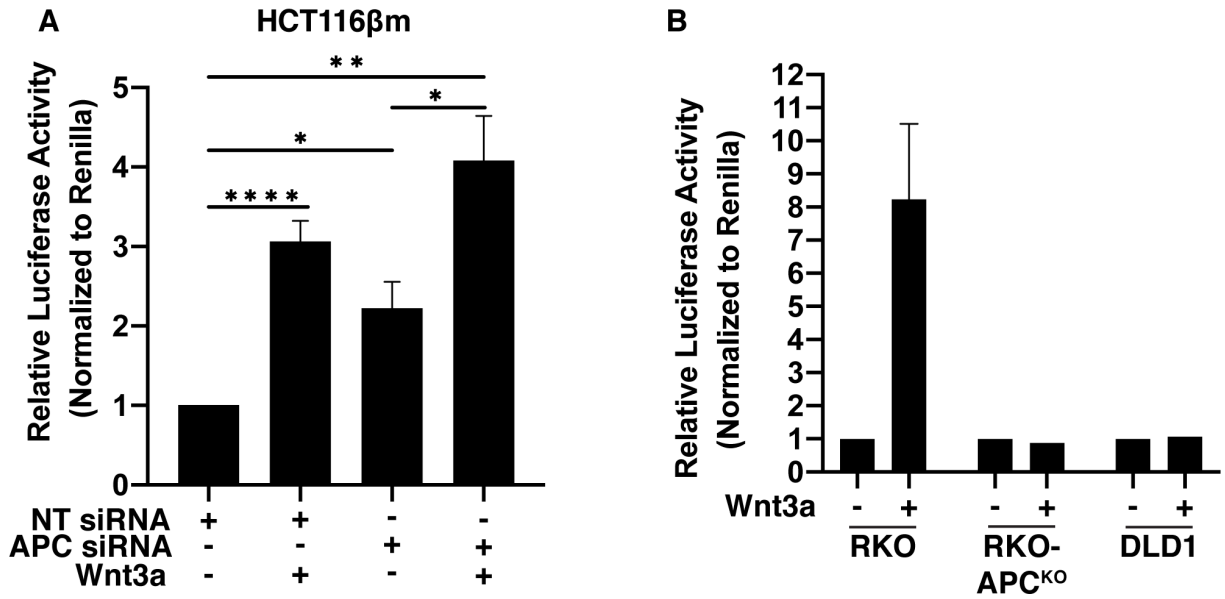 A
HCT116βm
Relative Luciferase Activity
(Normalized to Renilla)
5
4
3
2
1
0
**
*
*
****
NT siRNA + + - -
APC siRNA - - + +
Wnt3a - + - +
B
Relative Luciferase Activity
(Normalized to Renilla)
12
11
10
9
8
7
6
5
4
3
2
1
0
Wnt3a - + - + - +
RKO RKO- DLD1
APCᴷᴼ